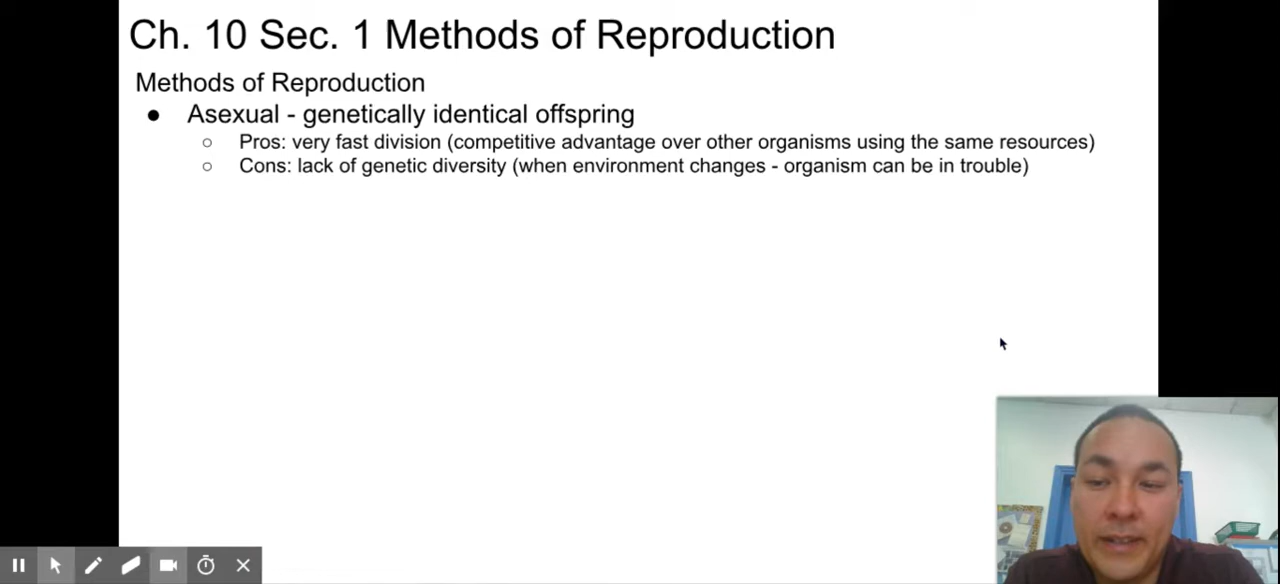 Ch. 10 Sec. 1 Methods of Reproduction
Methods of Reproduction
● Asexual - genetically identical offspring
○ Pros: very fast division (competitive advantage over other organisms using the same resources)
○ Cons: lack of genetic diversity (when environment changes - organism can be in trouble)